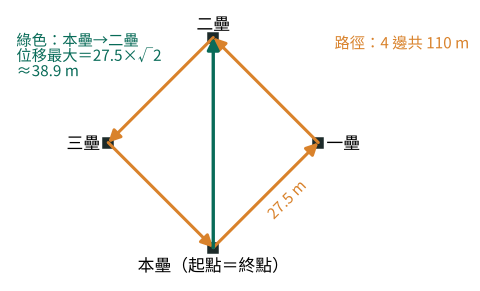 二壘
綠色：本壘→二壘
位移最大＝27.5×√2
≈38.9 m
路徑：4 邊共 110 m
三壘
一壘
27.5 m
本壘（起點＝終點）